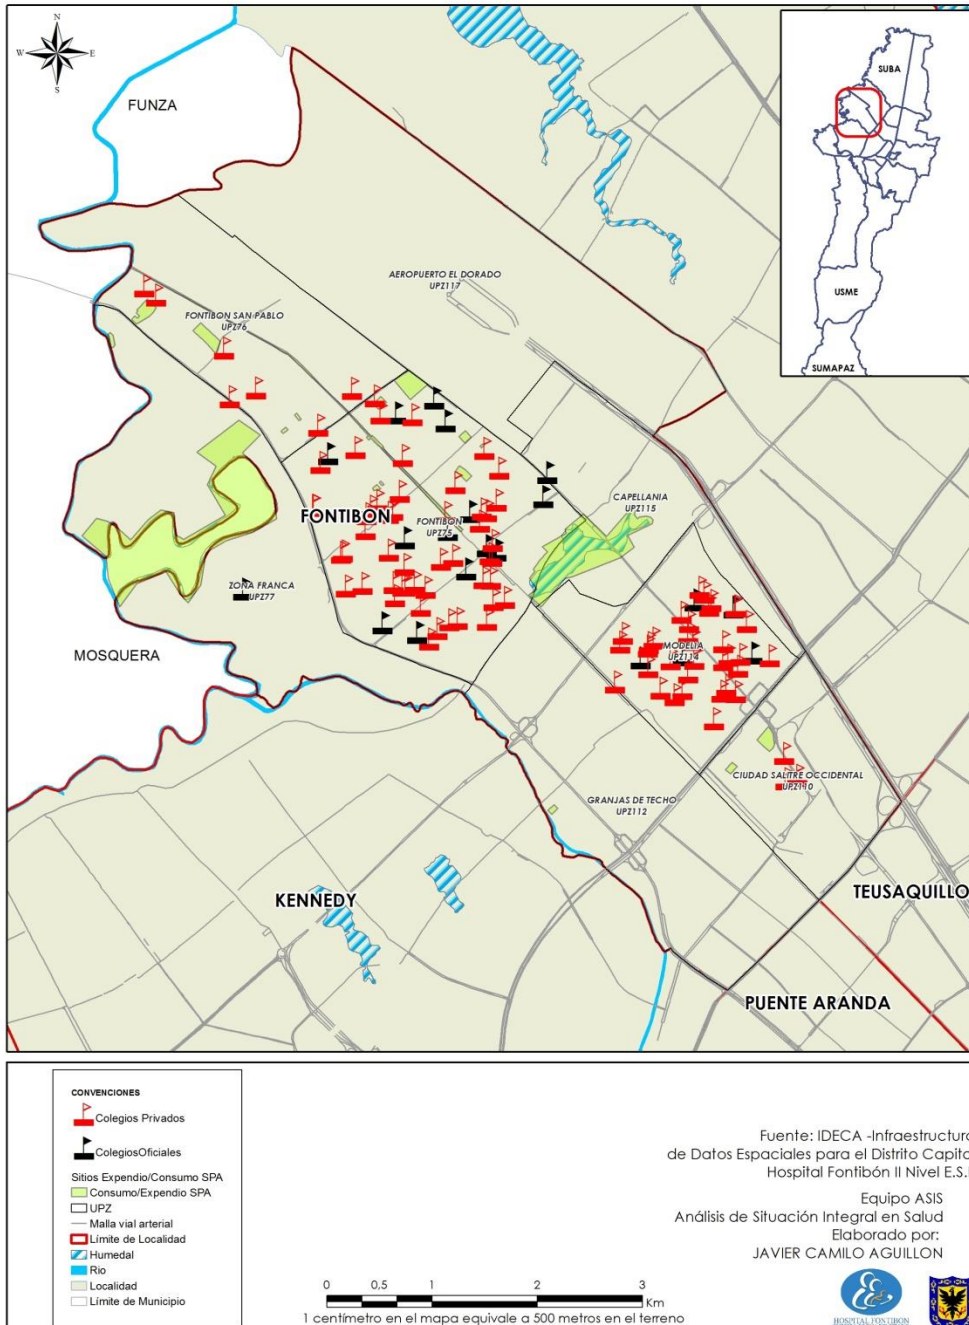 N
W
E
S
FUNZA
SUBA
USME
SUMAPAZ
AEROPUERTO EL DORADO
UPZ117
FONTIBON SAN PABLO
UPZ76
CAPELLANIA
UPZ115
FONTIBON
FONTIBON
UPZ75
ZONA FRANCA
UPZ77
MOSQUERA
MODELIA
UPZ114
CIUDAD SALITRE OCCIDENTAL
UPZ110
GRANJAS DE TECHO
UPZ112
KENNEDY
TEUSAQUILLO
PUENTE ARANDA
CONVENCIONES
Colegios Privados
ColegiosOficiales
Sitios Expendio/Consumo SPA
Consumo/Expendio SPA
UPZ
Malla vial arterial
Límite de Localidad
Humedal
Rio
Localidad
Límite de Municipio
Fuente: IDECA -Infraestructura
de Datos Espaciales para el Distrito Capital
Hospital Fontibón II Nivel E.S.E
Equipo ASIS
Análisis de Situación Integral en Salud
Elaborado por:
JAVIER CAMILO AGUILLON
0 0,5 1 2 3
Km
1 centímetro en el mapa equivale a 500 metros en el terreno
HOSPITAL FONTIBON